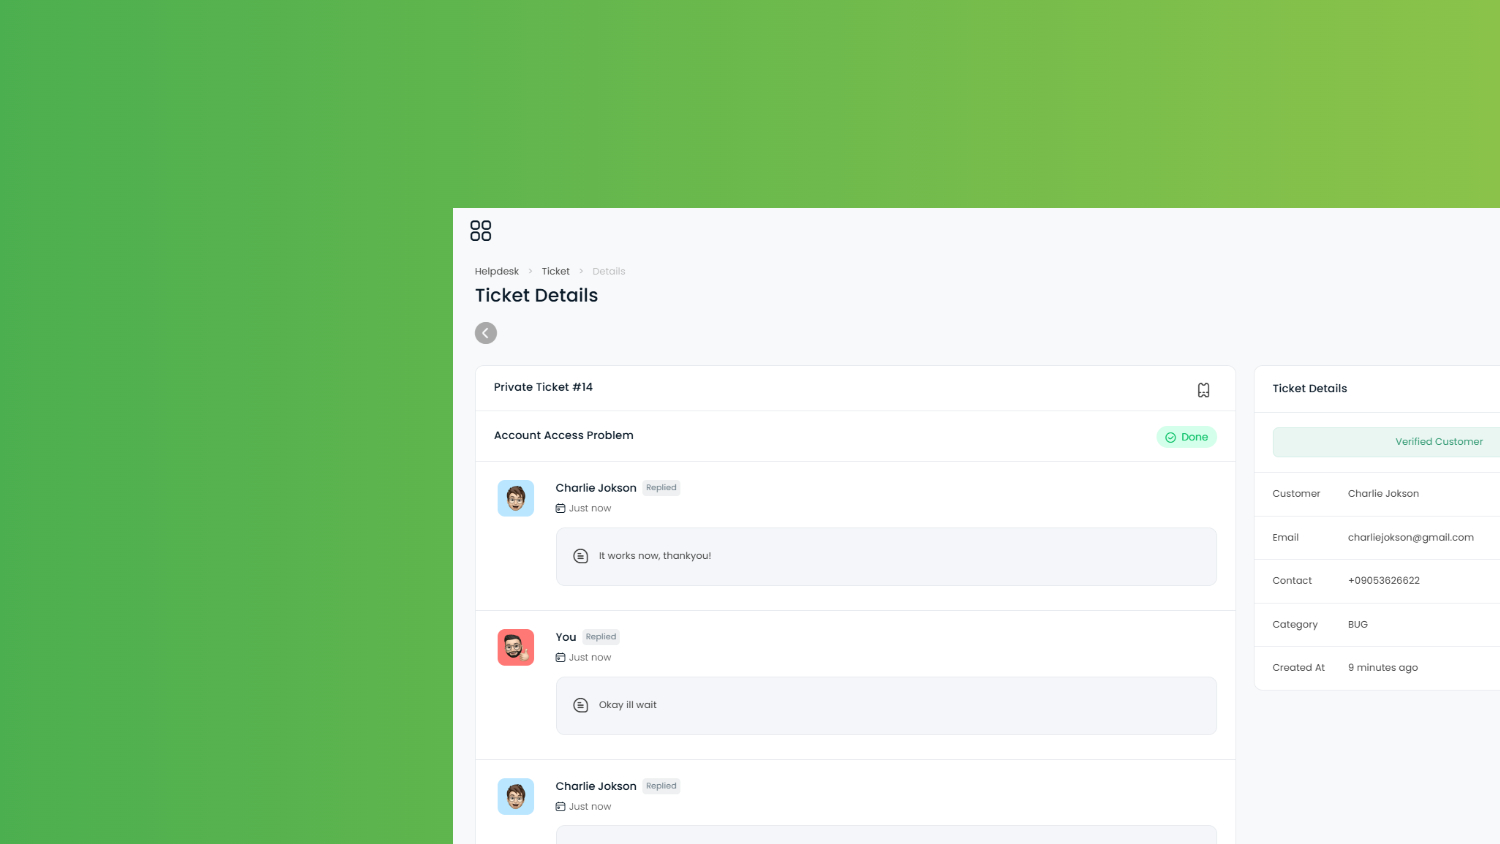 Helpdesk > Ticket > Details
Ticket Details
Private Ticket #14
Account Access Problem
Done
Charlie Jokson Replied
Just now
It works now, thankyou!
You Replied
Just now
Okay ill wait
Charlie Jokson Replied
Just now
Ticket Details
Verified Customer
Customer Charlie Jokson
Email charliejokson@gmail.com
Contact +09053626622
Category BUG
Created At 9 minutes ago